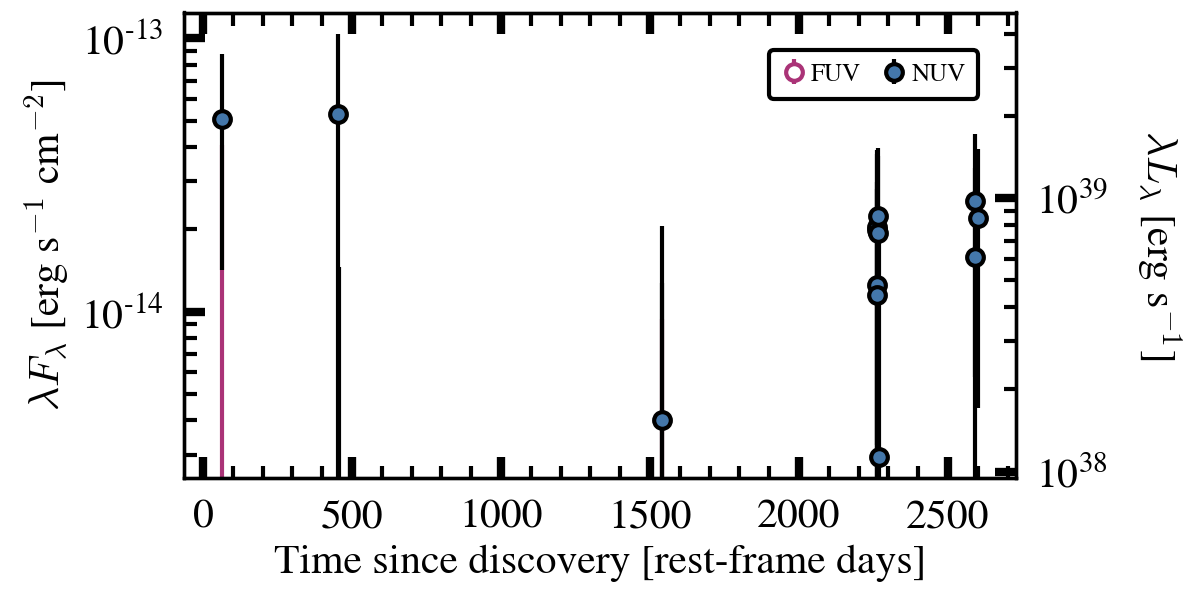 10^-13
10^-14
λF_λ [erg s^−1 cm^−2]
FUV NUV
10^39
10^38
λL_λ [erg s^−1]
0 500 1000 1500 2000 2500
Time since discovery [rest-frame days]